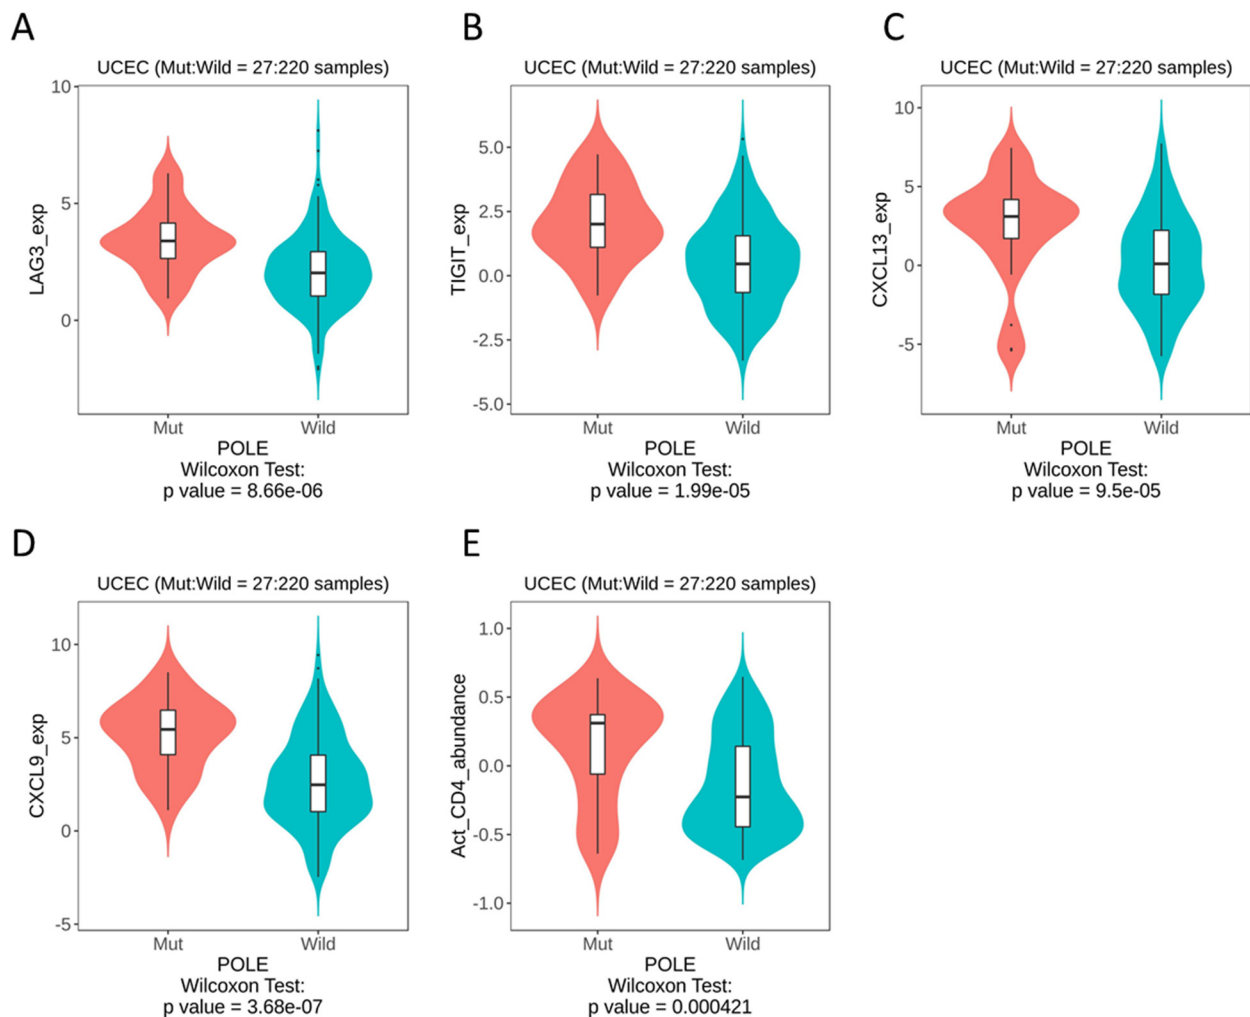 A
UCEC (Mut:Wild = 27:220 samples)
10
5
0
LAG3_exp
Mut
Wild
POLE
Wilcoxon Test:
p value = 8.66e-06
B
UCEC (Mut:Wild = 27:220 samples)
5.0
2.5
0.0
-2.5
-5.0
TIGIT_exp
Mut
Wild
POLE
Wilcoxon Test:
p value = 1.99e-05
C
UCEC (Mut:Wild = 27:220 samples)
10
5
0
-5
CXCL13_exp
Mut
Wild
POLE
Wilcoxon Test:
p value = 9.5e-05
D
UCEC (Mut:Wild = 27:220 samples)
10
5
0
-5
CXCL9_exp
Mut
Wild
POLE
Wilcoxon Test:
p value = 3.68e-07
E
UCEC (Mut:Wild = 27:220 samples)
1.0
0.5
0.0
-0.5
-1.0
Act_CD4_abundance
Mut
Wild
POLE
Wilcoxon Test:
p value = 0.000421